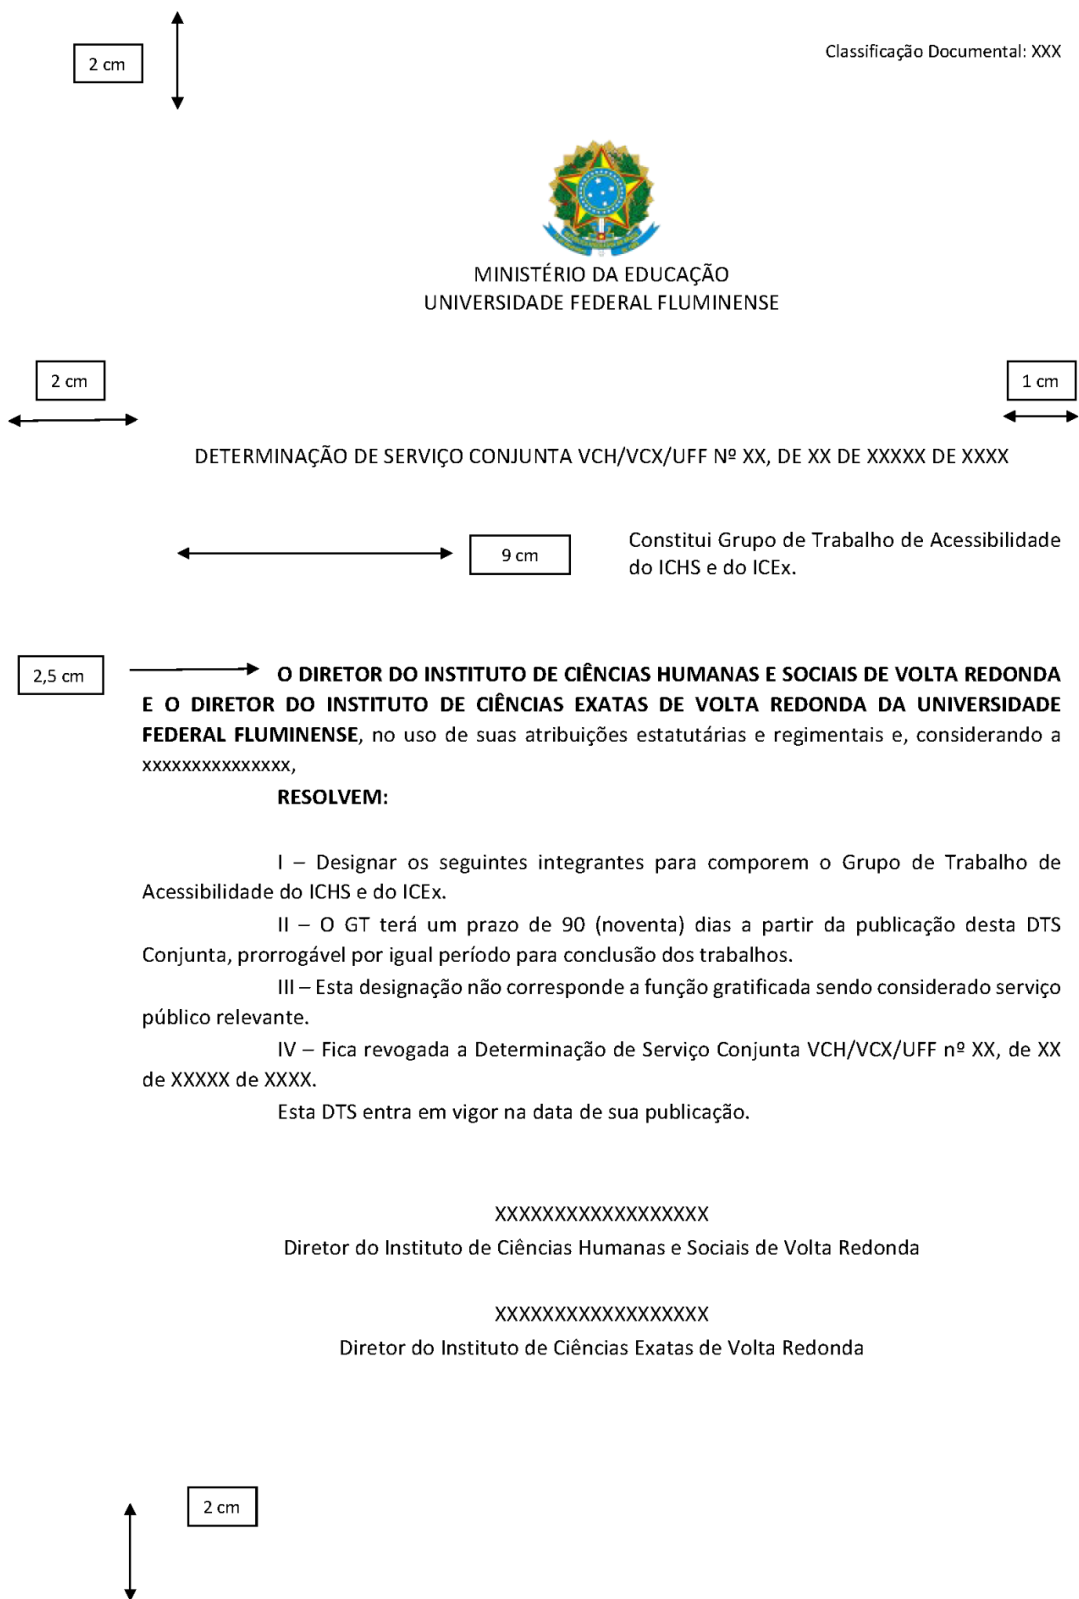 2 cm
Classificação Documental: XXX
MINISTÉRIO DA EDUCAÇÃO
UNIVERSIDADE FEDERAL FLUMINENSE
2 cm
1 cm
DETERMINAÇÃO DE SERVIÇO CONJUNTA VCH/VCX/UFF Nº XX, DE XX DE XXXXX DE XXXX
9 cm
Constitui Grupo de Trabalho de Acessibilidade
do ICHS e do ICEx.
2,5 cm
O DIRETOR DO INSTITUTO DE CIÊNCIAS HUMANAS E SOCIAIS DE VOLTA REDONDA
E O DIRETOR DO INSTITUTO DE CIÊNCIAS EXATAS DE VOLTA REDONDA DA UNIVERSIDADE
FEDERAL FLUMINENSE, no uso de suas atribuições estatutárias e regimentais e, considerando a
xxxxxxxxxxxxxxx,
RESOLVEM:
I – Designar os seguintes integrantes para comporem o Grupo de Trabalho de
Acessibilidade do ICHS e do ICEx.
II – O GT terá um prazo de 90 (noventa) dias a partir da publicação desta DTS
Conjunta, prorrogável por igual período para conclusão dos trabalhos.
III – Esta designação não corresponde a função gratificada sendo considerado serviço
público relevante.
IV – Fica revogada a Determinação de Serviço Conjunta VCH/VCX/UFF nº XX, de XX
de XXXXX de XXXX.
Esta DTS entra em vigor na data de sua publicação.
XXXXXXXXXXXXXXXXXX
Diretor do Instituto de Ciências Humanas e Sociais de Volta Redonda
XXXXXXXXXXXXXXXXXX
Diretor do Instituto de Ciências Exatas de Volta Redonda
2 cm